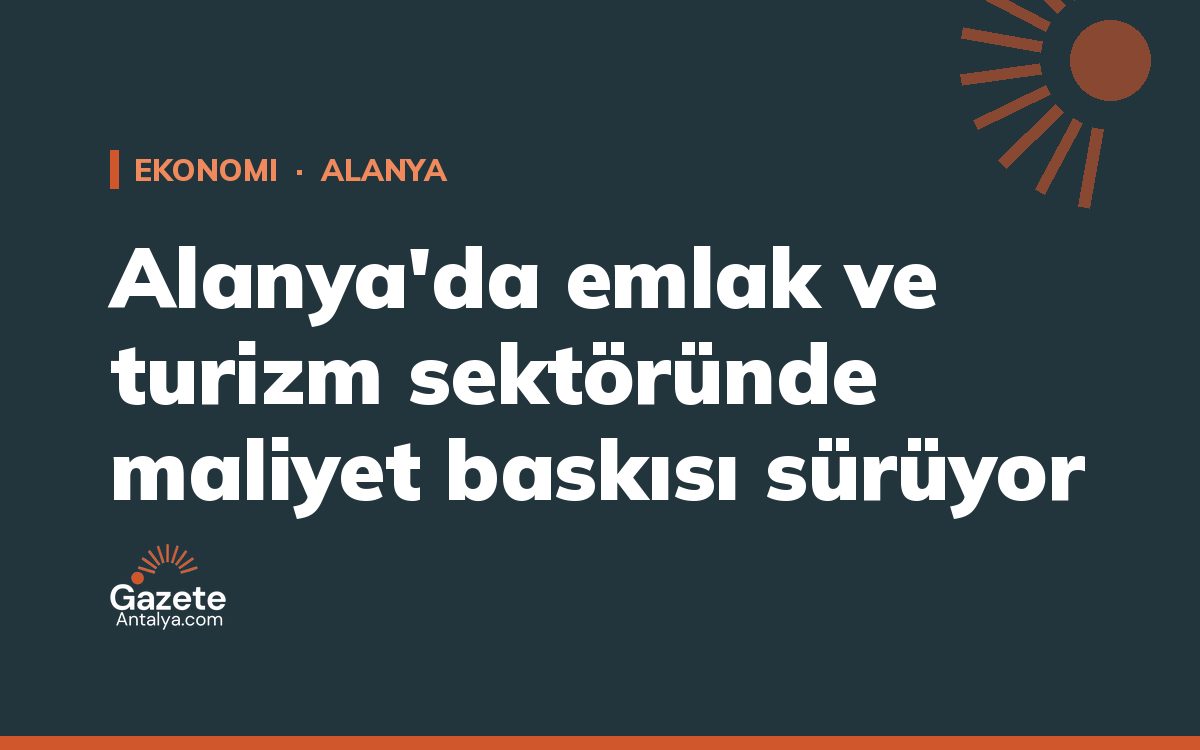 EKONOMI · ALANYA
Alanya'da emlak ve
turizm sektöründe
maliyet baskısı sürüyor
Gazete
Antalya.com